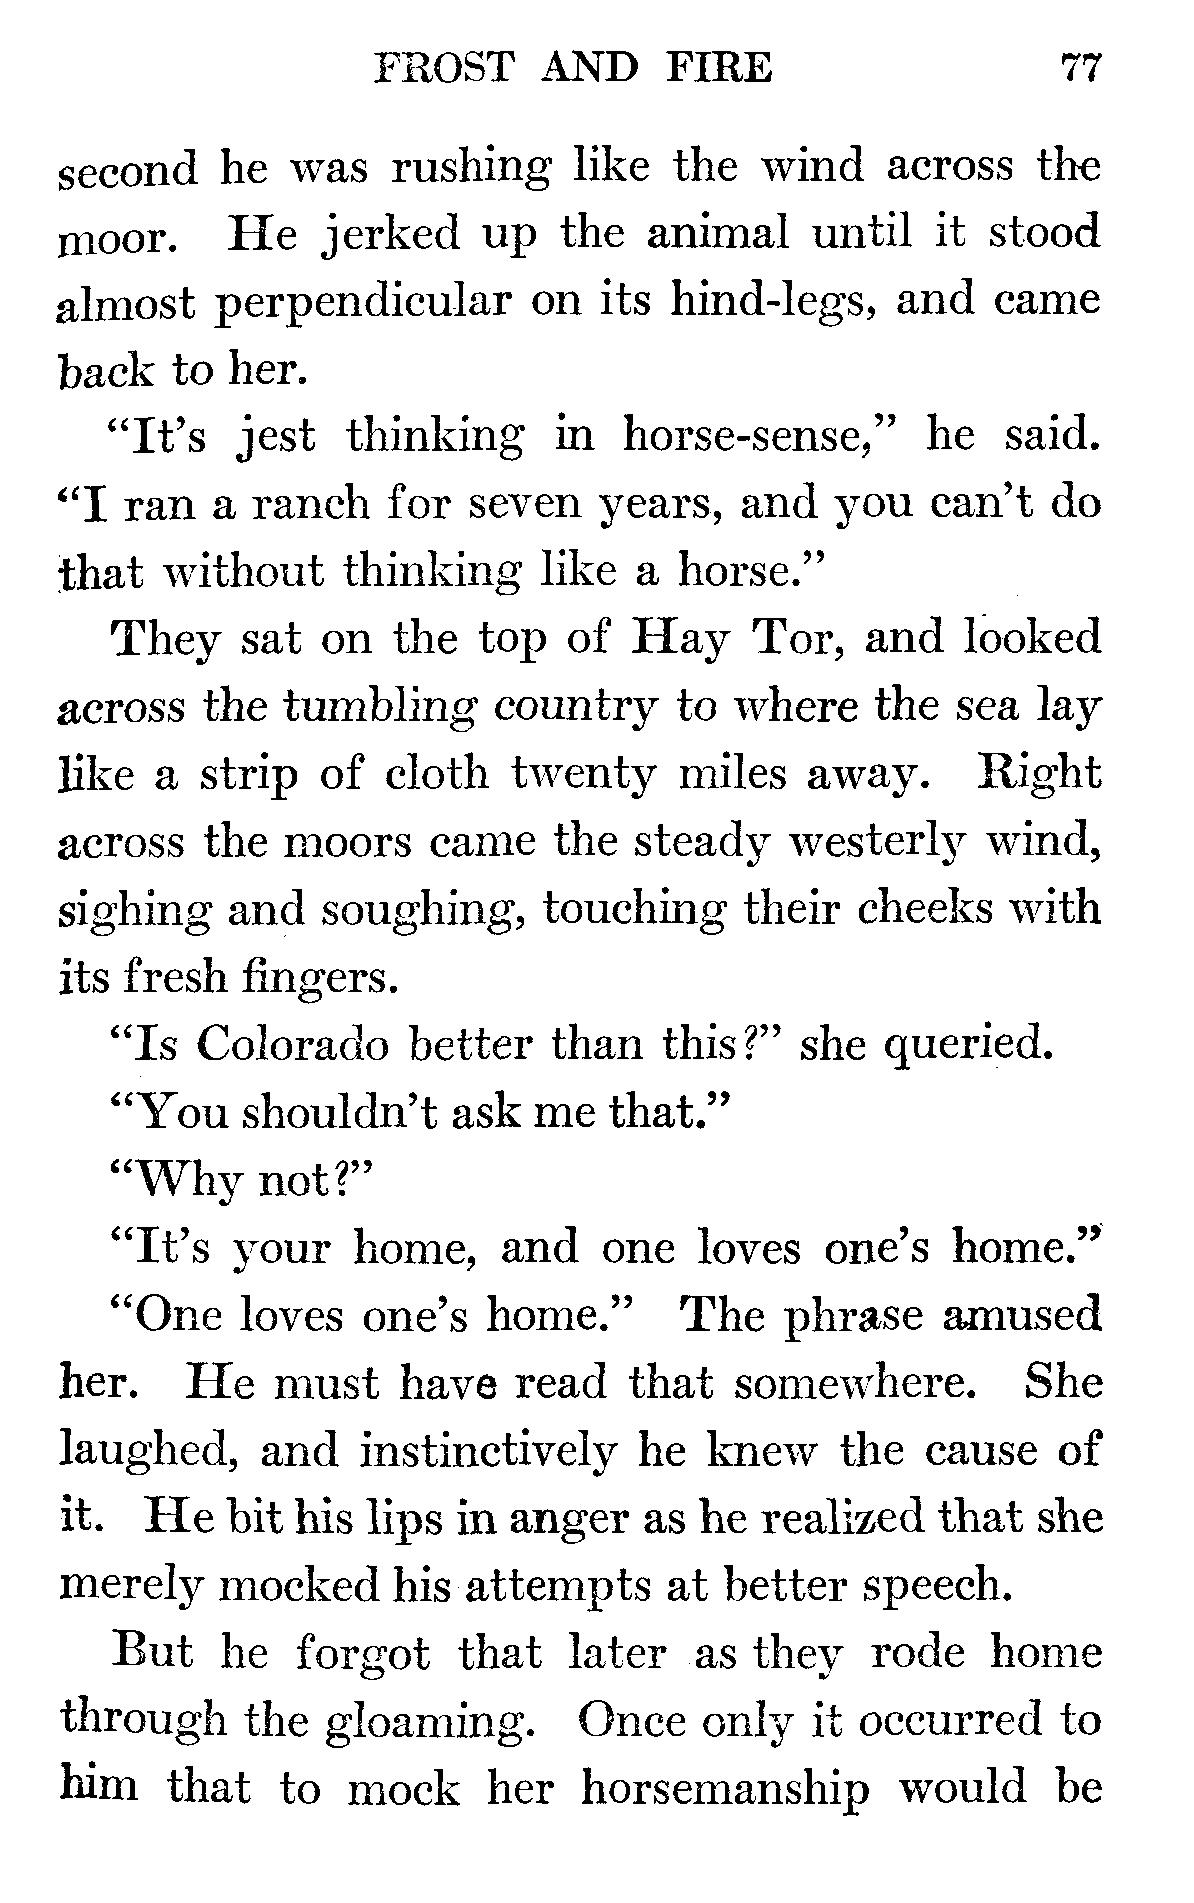 FROST AND FIRE 77
second he was rushing like the wind across the
moor. He jerked up the animal until it stood
almost perpendicular on its hind-legs, and came
back to her.
“It’s jest thinking in horse-sense,” he said.
“I ran a ranch for seven years, and you can’t do
that without thinking like a horse.”
They sat on the top of Hay Tor, and looked
across the tumbling country to where the sea lay
like a strip of cloth twenty miles away. Right
across the moors came the steady westerly wind,
sighing and soughing, touching their cheeks with
its fresh fingers.
“Is Colorado better than this?” she queried.
“You shouldn’t ask me that.”
“Why not?”
“It’s your home, and one loves one’s home.”
“One loves one’s home.” The phrase amused
her. He must have read that somewhere. She
laughed, and instinctively he knew the cause of
it. He bit his lips in anger as he realized that she
merely mocked his attempts at better speech.
But he forgot that later as they rode home
through the gloaming. Once only it occurred to
him that to mock her horsemanship would be